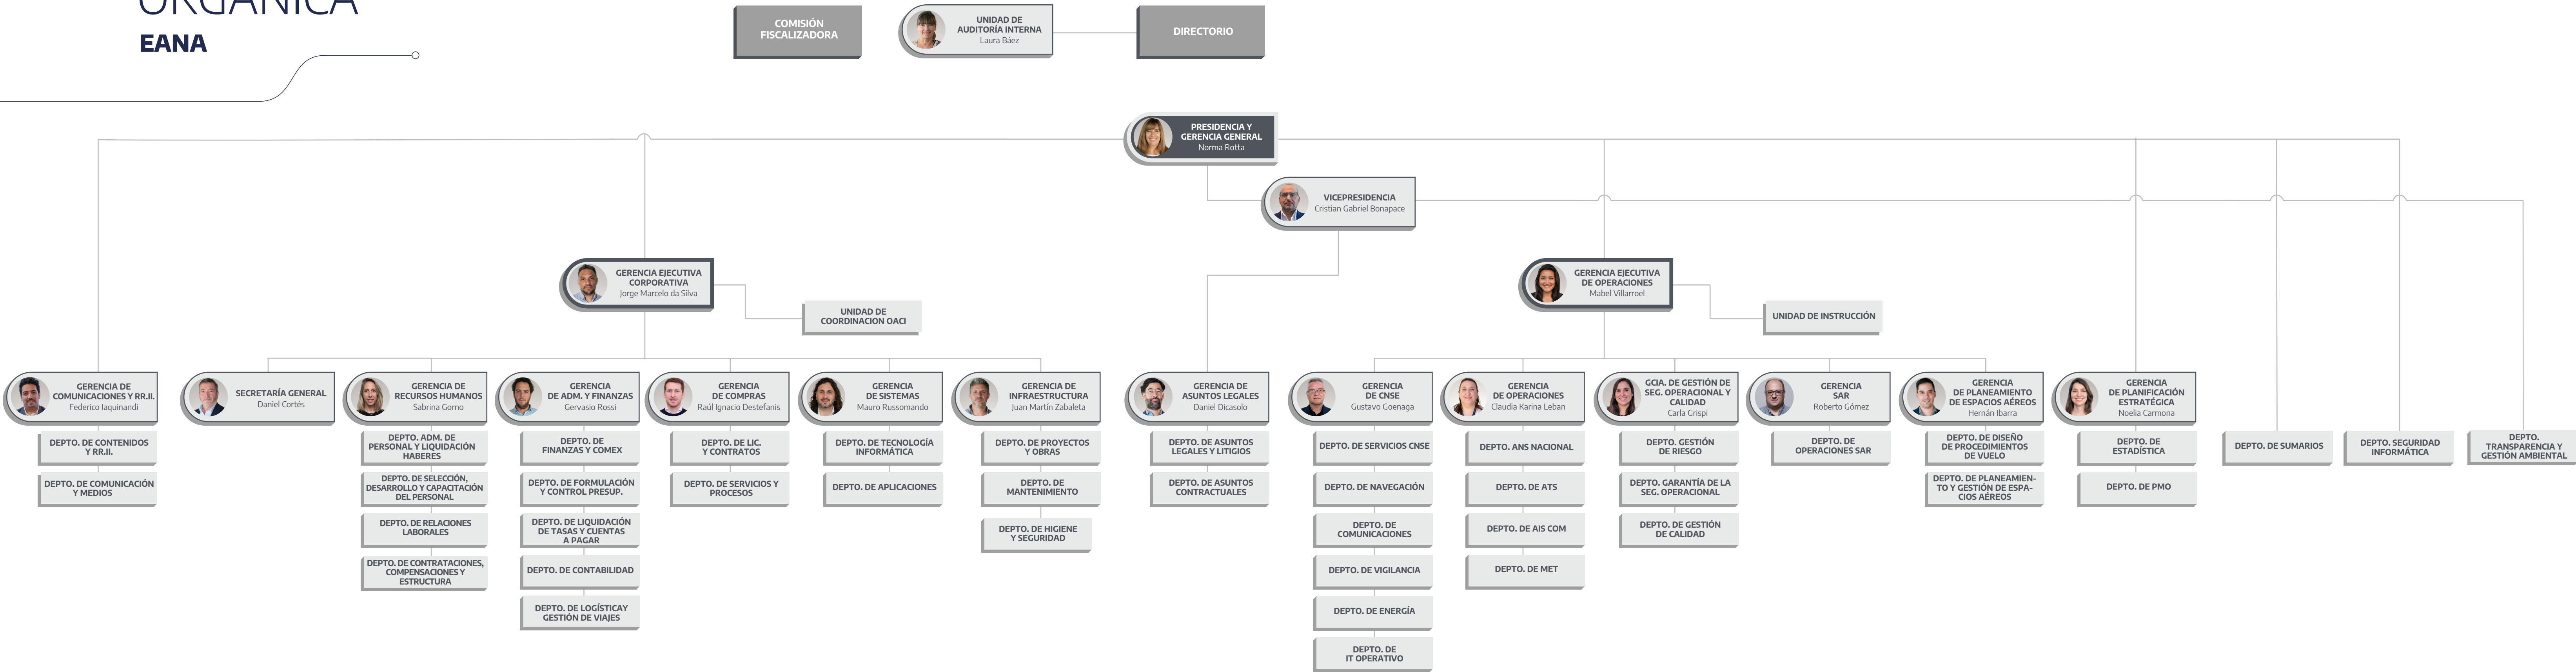 ORGÁNICA
EANA
COMISIÓN
FISCALIZADORA
UNIDAD DE
AUDITORÍA INTERNA
Laura Báez
DIRECTORIO
PRESIDENCIA Y
GERENCIA GENERAL
Norma Rotta
VICEPRESIDENCIA
Cristian Gabriel Bonapace
GERENCIA EJECUTIVA
CORPORATIVA
Jorge Marcelo da Silva
UNIDAD DE
COORDINACION OACI
GERENCIA EJECUTIVA
DE OPERACIONES
Mabel Villarroel
UNIDAD DE INSTRUCCIÓN
GERENCIA DE
COMUNICACIONES Y RR.II.
Federico Iaquinandi
DEPTO. DE CONTENIDOS
Y RR.II.
DEPTO. DE COMUNICACIÓN
Y MEDIOS
SECRETARÍA GENERAL
Daniel Cortés
GERENCIA DE
RECURSOS HUMANOS
Sabrina Gorno
DEPTO. ADM. DE
PERSONAL Y LIQUIDACIÓN
HABERES
DEPTO. DE SELECCIÓN,
DESARROLLO Y CAPACITACIÓN
DEL PERSONAL
DEPTO. DE RELACIONES
LABORALES
DEPTO. DE CONTRATACIONES,
COMPENSACIONES Y
ESTRUCTURA
GERENCIA
DE ADM. Y FINANZAS
Gervasio Rossi
DEPTO. DE
FINANZAS Y COMEX
DEPTO. DE FORMULACIÓN
Y CONTROL PRESUP.
DEPTO. DE LIQUIDACIÓN
DE TASAS Y CUENTAS
A PAGAR
DEPTO. DE CONTABILIDAD
DEPTO. DE LOGÍSTICAY
GESTIÓN DE VIAJES
GERENCIA
DE COMPRAS
Raúl Ignacio Destefanis
DEPTO. DE LIC.
Y CONTRATOS
DEPTO. DE SERVICIOS Y
PROCESOS
GERENCIA
DE SISTEMAS
Mauro Russomando
DEPTO. DE TECNOLOGÍA
INFORMÁTICA
DEPTO. DE APLICACIONES
GERENCIA DE
INFRAESTRUCTURA
Juan Martín Zabaleta
DEPTO. DE PROYECTOS
Y OBRAS
DEPTO. DE
MANTENIMIENTO
DEPTO. DE HIGIENE
Y SEGURIDAD
GERENCIA DE
ASUNTOS LEGALES
Daniel Dicasolo
DEPTO. DE ASUNTOS
LEGALES Y LITIGIOS
DEPTO. DE ASUNTOS
CONTRACTUALES
GERENCIA
DE CNSE
Gustavo Goenaga
DEPTO. DE SERVICIOS CNSE
DEPTO. DE NAVEGACIÓN
DEPTO. DE
COMUNICACIONES
DEPTO. DE VIGILANCIA
DEPTO. DE ENERGÍA
DEPTO. DE
IT OPERATIVO
GERENCIA
DE OPERACIONES
Claudia Karina Leban
DEPTO. ANS NACIONAL
DEPTO. DE ATS
DEPTO. DE AIS COM
DEPTO. DE MET
GCIA. DE GESTIÓN DE
SEG. OPERACIONAL Y
CALIDAD
Carla Grispi
DEPTO. GESTIÓN
DE RIESGO
DEPTO. GARANTÍA DE LA
SEG. OPERACIONAL
DEPTO. DE GESTIÓN
DE CALIDAD
GERENCIA
SAR
Roberto Gómez
DEPTO. DE
OPERACIONES SAR
GERENCIA
DE PLANEAMIENTO
DE ESPACIOS AÉREOS
Hernán Ibarra
DEPTO. DE DISEÑO
DE PROCEDIMIENTOS
DE VUELO
DEPTO. DE PLANEAMIEN-
TO Y GESTIÓN DE ESPA-
CIOS AÉREOS
GERENCIA
DE PLANIFICACIÓN
ESTRATÉGICA
Noelia Carmona
DEPTO. DE
ESTADÍSTICA
DEPTO. DE PMO
DEPTO. DE SUMARIOS
DEPTO. SEGURIDAD
INFORMÁTICA
DEPTO.
TRANSPARENCIA Y
GESTIÓN AMBIENTAL